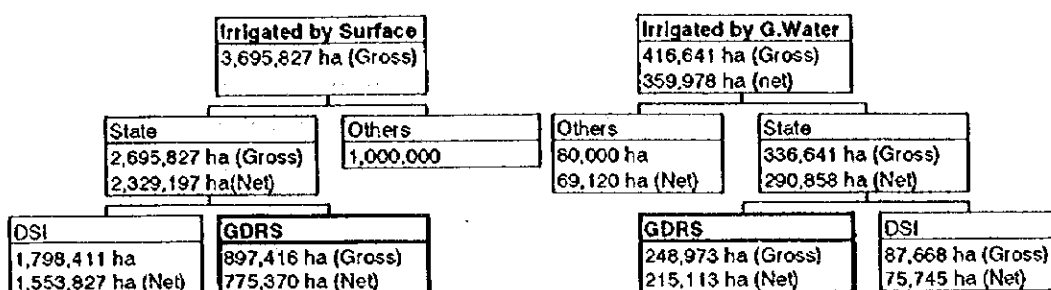 Irrigated by Surface
3,695,827 ha (Gross)
Irrigated by G.Water
416,641 ha (Gross)
359,978 ha (net)
State
2,695,827 ha (Gross)
2,329,197 ha(Net)
Others
1,000,000
Others
80,000 ha
69,120 ha (Net)
State
336,641 ha (Gross)
290,858 ha (Net)
DSI
1,798,411 ha
1,553,827 ha (Net)
GDRS
897,416 ha (Gross)
775,370 ha (Net)
GDRS
248,973 ha (Gross)
215,113 ha (Net)
DSI
87,668 ha (Gross)
75,745 ha (Net)